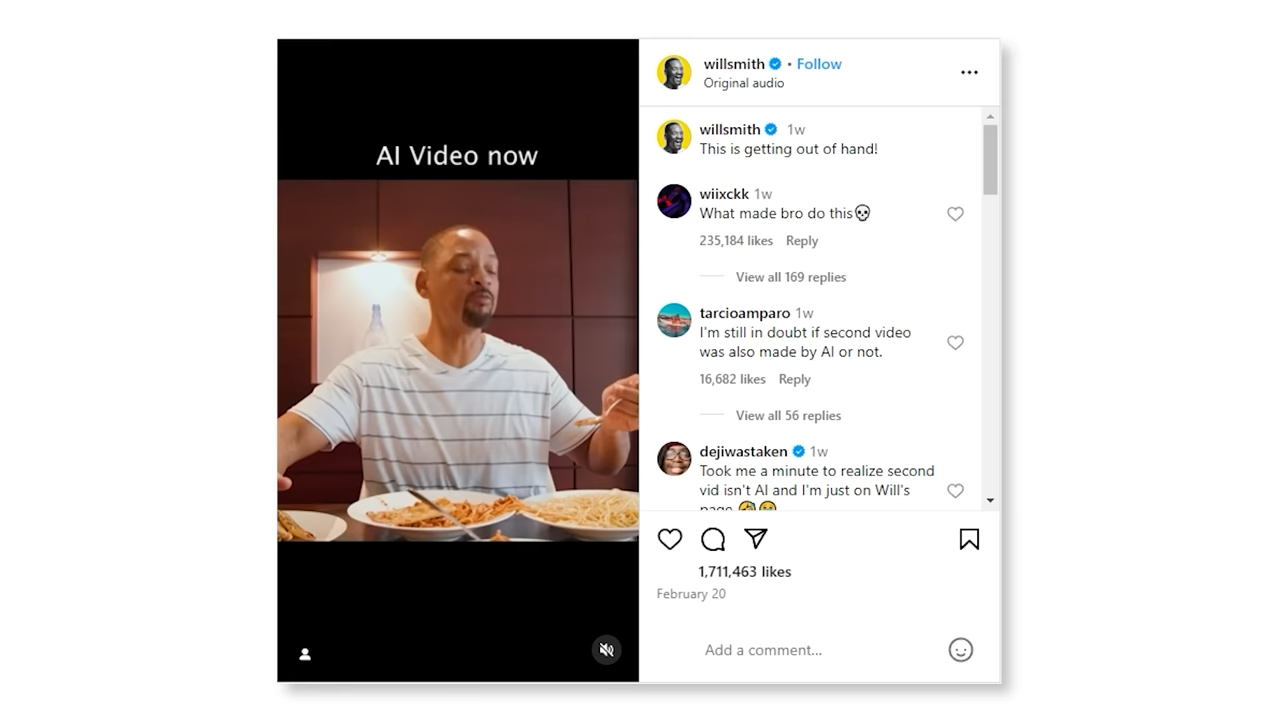 AI Video now
willsmith • Follow
Original audio
willsmith 1w
This is getting out of hand!
wiixckk 1w
What made bro do this💀
235,184 likes Reply
View all 169 replies
tarcioamparo 1w
I'm still in doubt if second video
was also made by AI or not.
16,682 likes Reply
View all 56 replies
dejiwastaken 1w
Took me a minute to realize second
vid isn't AI and I'm just on Will's
page
1,711,463 likes
February 20
Add a comment...